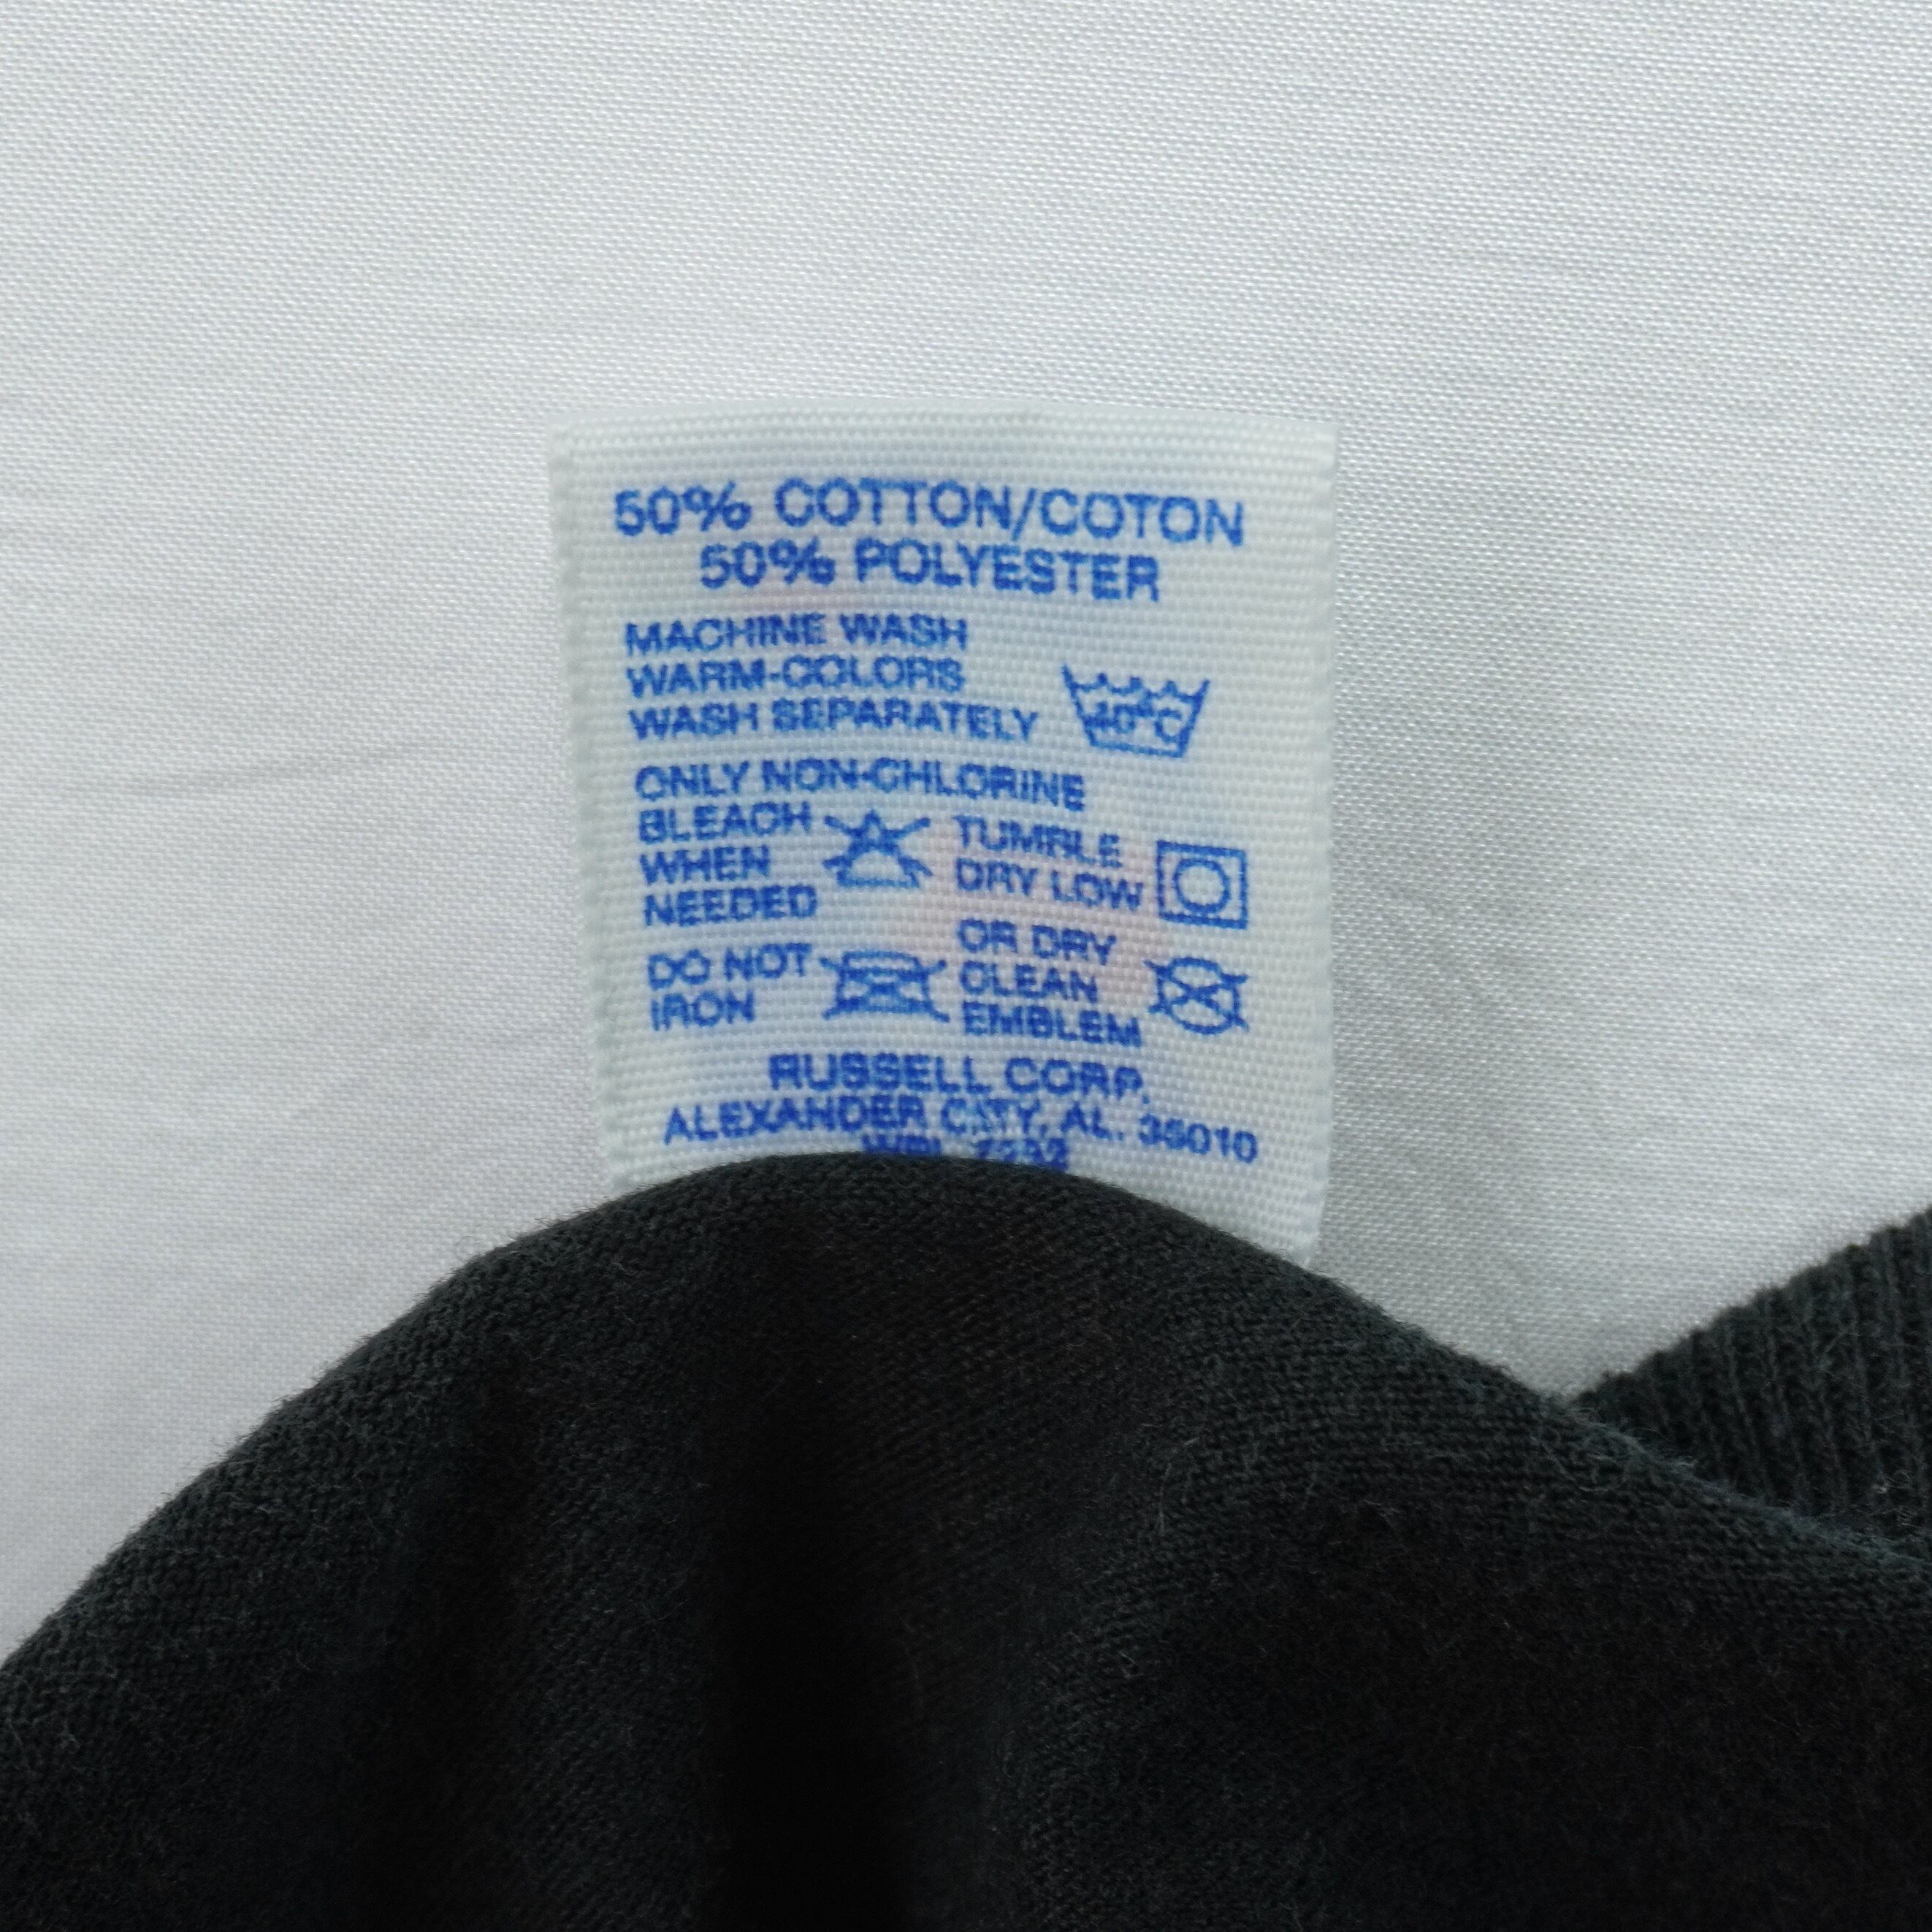 50% COTTON/COTON
50% POLYESTER
MACHINE WASH
WARM-COLORS
WASH SEPARATELY
40°C
ONLY NON-CHLORINE
BLEACH
WHEN
NEEDED
TUMBLE
DRY LOW
DO NOT
IRON
OR DRY
CLEAN
EMBLEM
RUSSELL CORP.
ALEXANDER CITY, AL. 35010
WPL